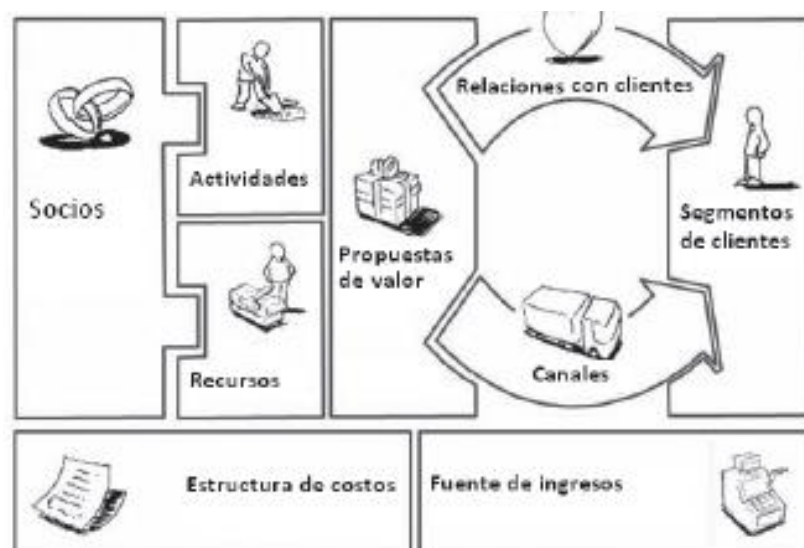 Socios
Actividades
Recursos
Propuestas
de valor
Relaciones con clientes
Canales
Segmentos
de clientes
Estructura de costos
Fuente de ingresos